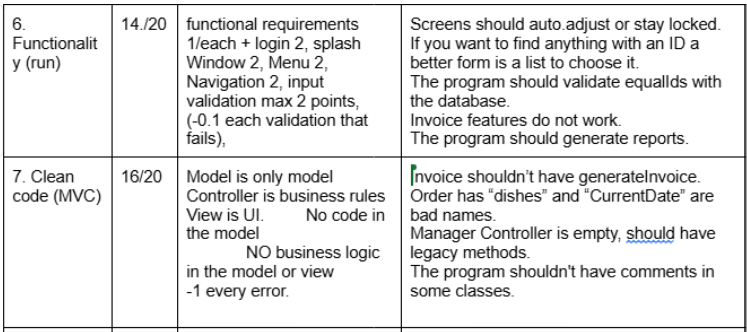 6.
Functionalit
y (run)
14./20
functional requirements
1/each + login 2, splash
Window 2, Menu 2,
Navigation 2, input
validation max 2 points,
(-0.1 each validation that
fails),
Screens should auto.adjust or stay locked.
If you want to find anything with an ID a
better form is a list to choose it.
The program should validate equalIds with
the database.
Invoice features do not work.
The program should generate reports.
7. Clean
code (MVC)
16/20
Model is only model
Controller is business rules
View is UI. No code in
the model
NO business logic
in the model or view
-1 every error.
Invoice shouldn't have generateInvoice.
Order has “dishes” and “CurrentDate” are
bad names.
Manager Controller is empty, should have
legacy methods.
The program shouldn't have comments in
some classes.